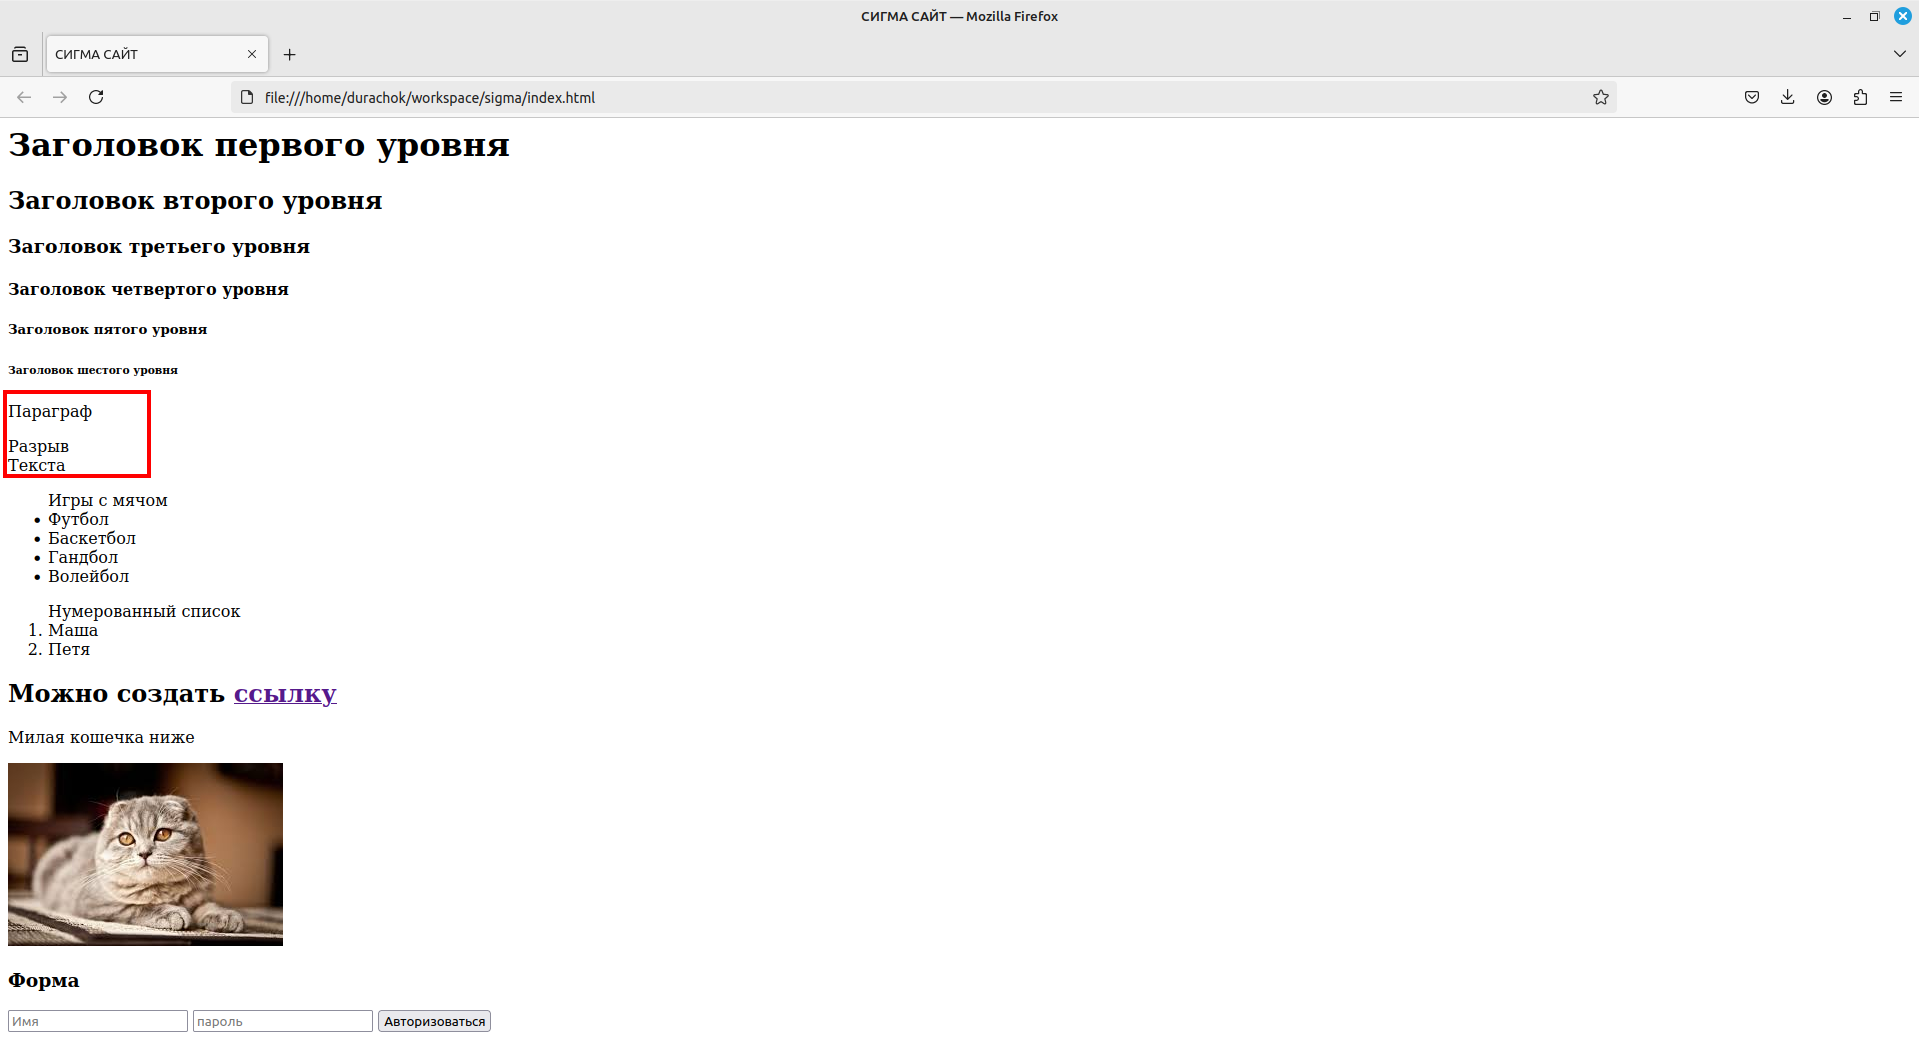 СИГМА САЙТ — Mozilla Firefox
СИГМА САЙТ
file:///home/durachok/workspace/sigma/index.html
Заголовок первого уровня
Заголовок второго уровня
Заголовок третьего уровня
Заголовок четвертого уровня
Заголовок пятого уровня
Заголовок шестого уровня
Параграф
Разрыв
Текста
Игры с мячом
• Футбол
• Баскетбол
• Гандбол
• Волейбол
Нумерованный список
1. Маша
2. Петя
Можно создать ссылку
Милая кошечка ниже
Форма
Имя пароль Авторизоваться